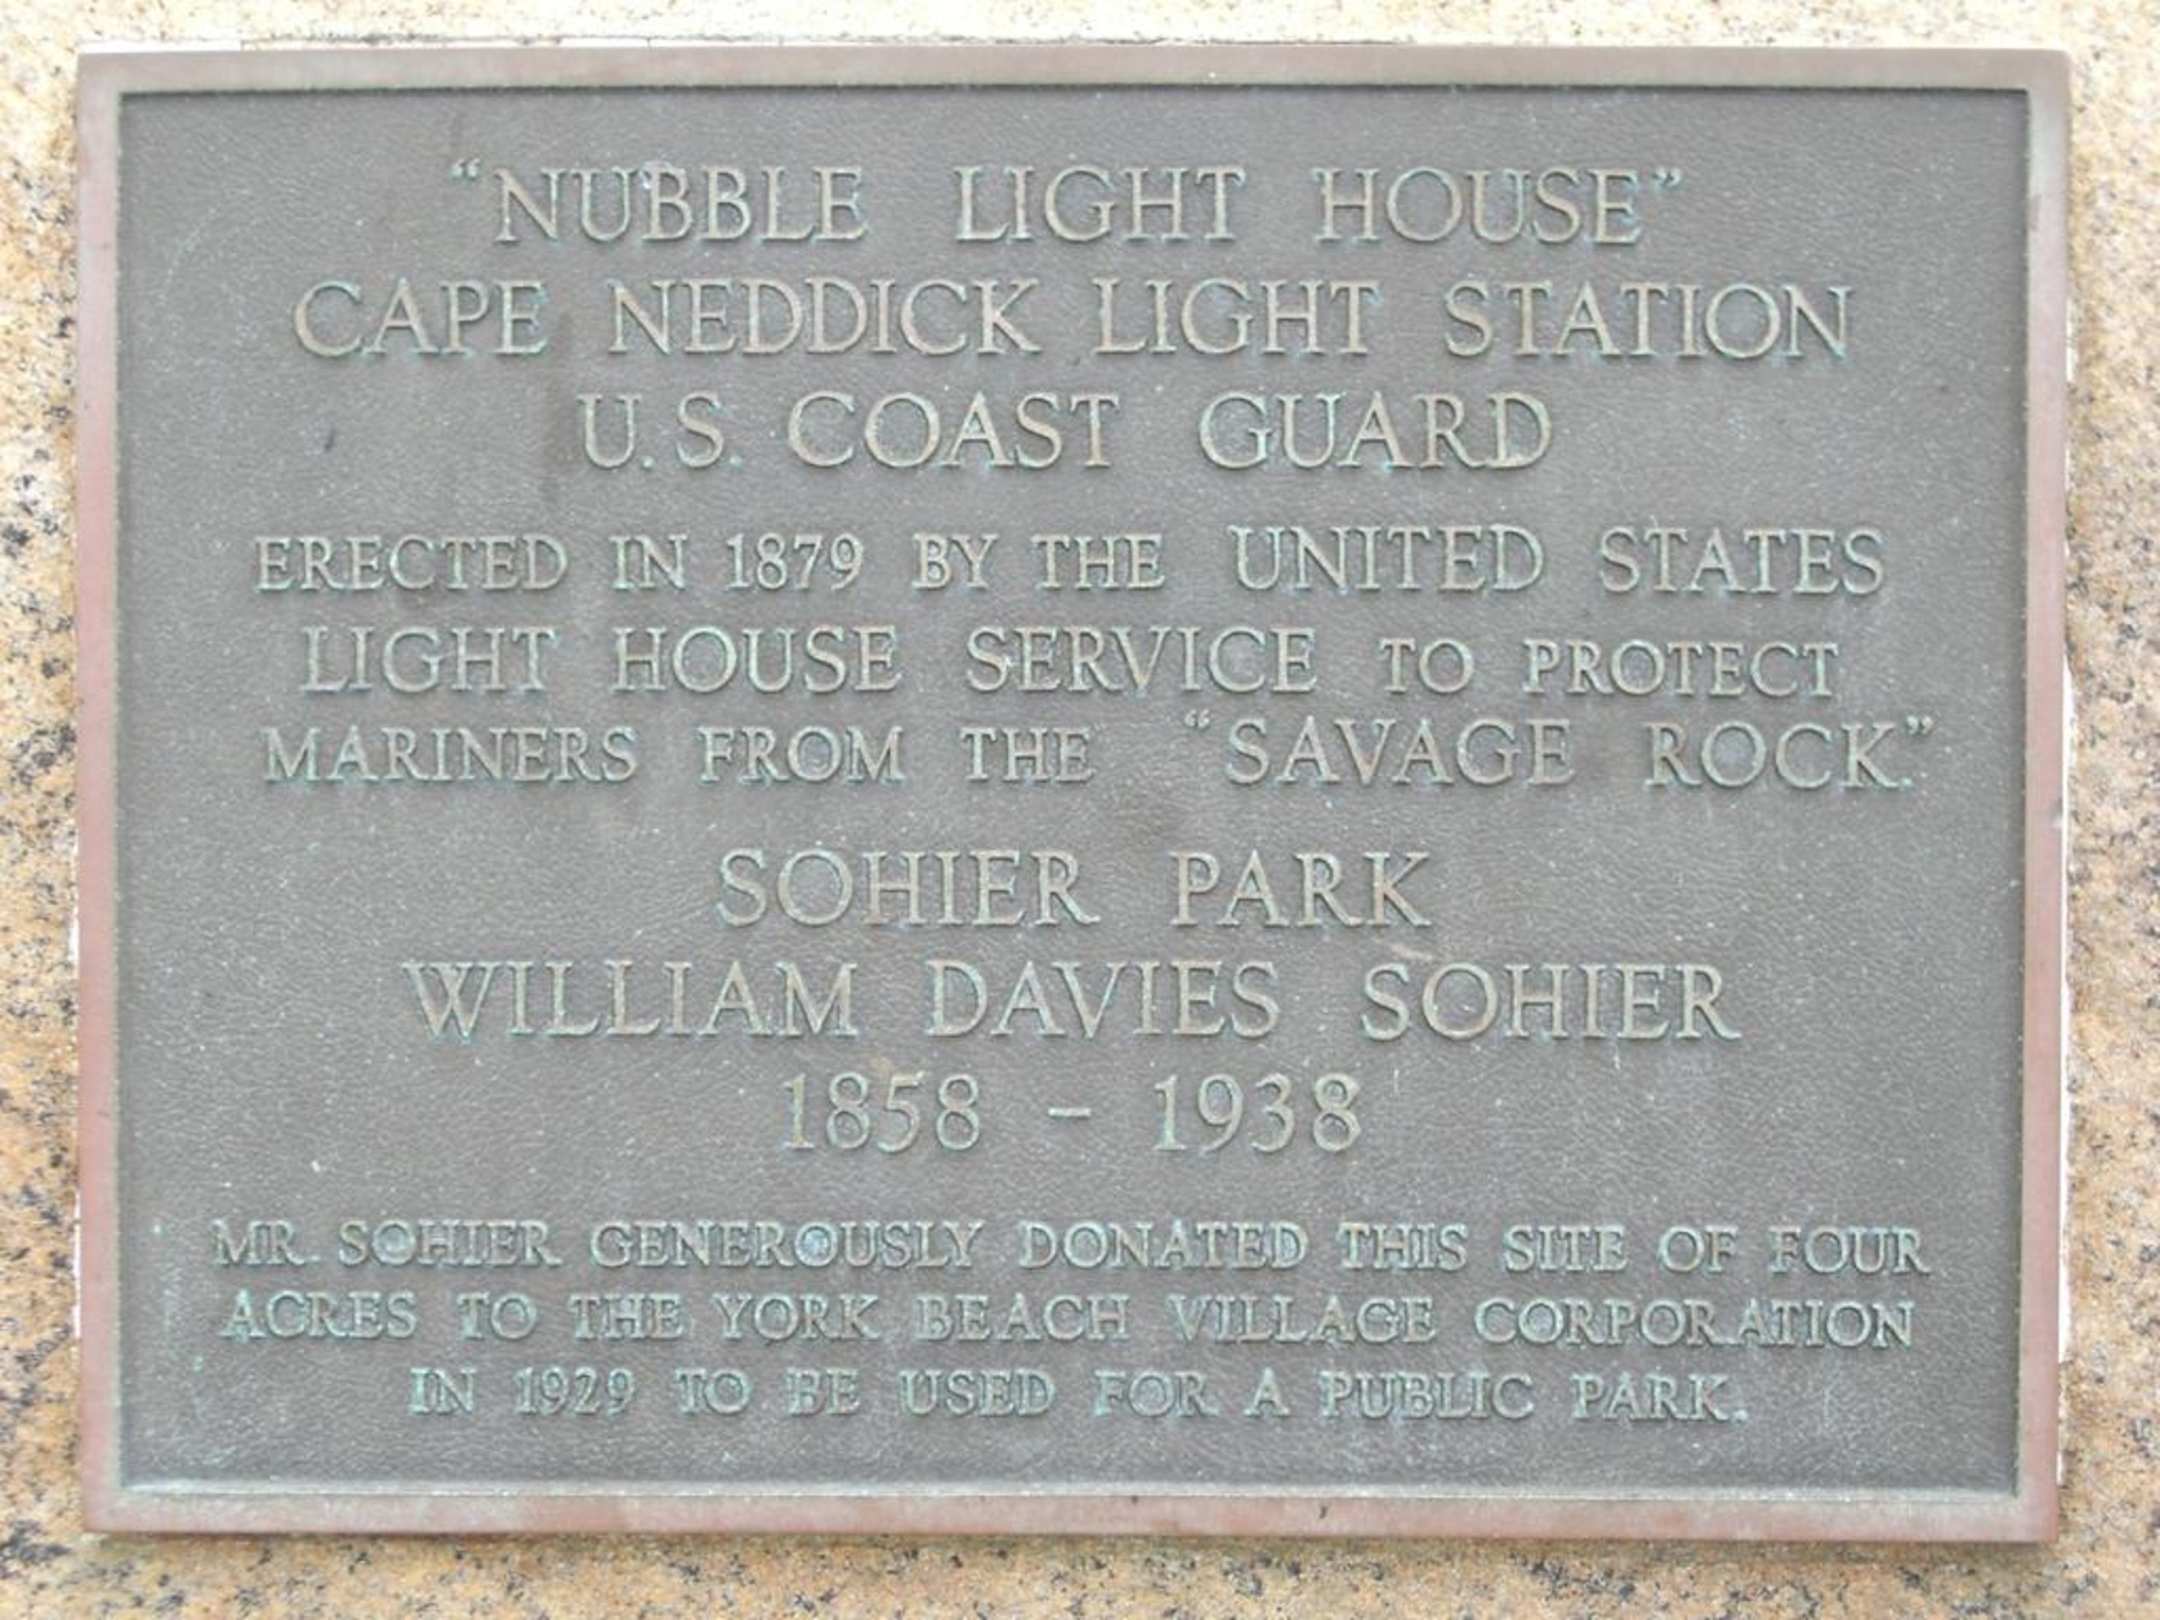 “NUBBLE LIGHT HOUSE”
CAPE NEDDICK LIGHT STATION
U.S. COAST GUARD
ERECTED IN 1879 BY THE UNITED STATES
LIGHT HOUSE SERVICE TO PROTECT
MARINERS FROM THE “SAVAGE ROCK.”
SOHIER PARK
WILLIAM DAVIES SOHIER
1858 - 1938
MR. SOHIER GENEROUSLY DONATED THIS SITE OF FOUR
ACRES TO THE YORK BEACH VILLAGE CORPORATION
IN 1929 TO BE USED FOR A PUBLIC PARK.